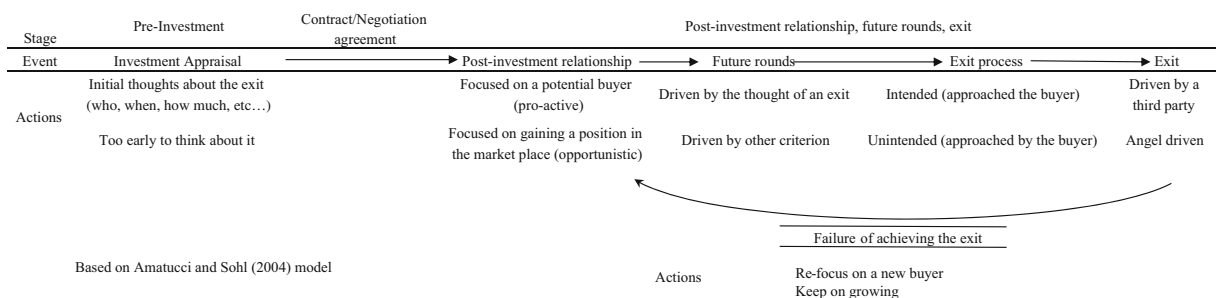 Stage
Pre-Investment
Contract/Negotiation
agreement
Post-investment relationship, future rounds, exit
Event
Investment Appraisal
Post-investment relationship
Future rounds
Exit process
Exit
Actions
Initial thoughts about the exit
(who, when, how much, etc…)
Too early to think about it
Focused on a potential buyer
(pro-active)
Focused on gaining a position in
the market place (opportunistic)
Driven by the thought of an exit
Driven by other criterion
Intended (approached the buyer)
Unintended (approached by the buyer)
Driven by a
third party
Angel driven
Failure of achieving the exit
Based on Amatucci and Sohl (2004) model
Actions
Re-focus on a new buyer
Keep on growing